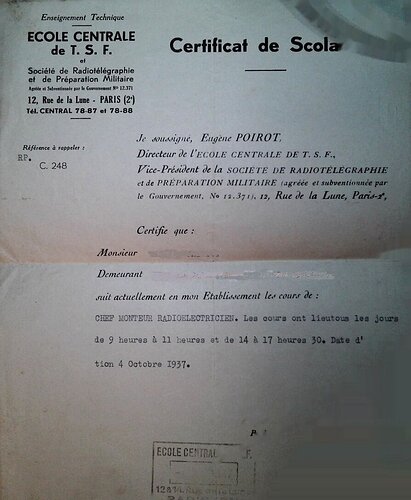 Enseignement Technique
ECOLE CENTRALE
de T. S. F.
et
Société de Radiotélégraphie
et de Préparation Militaire
Agréée et Subventionnée par le Gouvernement N° 12.371
12, Rue de la Lune - PARIS (2e)
Tél. CENTRAL 78-87 et 78-88
Certificat de Scola
Référence à rappeler :
RP.
C. 248
Je soussigné, Eugène POIROT,
Directeur de l'ECOLE CENTRALE DE T. S. F.,
Vice-Président de la SOCIÉTÉ DE RADIOTÉLÉGRAPHIE
et de PRÉPARATION MILITAIRE (agréée et subventionnée par
le Gouvernement, No 12.371), 12, Rue de la Lune, Paris-2e,
Certifie que :
Monsieur
Demeurant
suit actuellement en mon Etablissement les cours de :
CHEF MONTEUR RADIOELECTRICIEN. Les cours ont lieutous les jours
de 9 heures à 11 heures et de 14 à 17 heures 30. Date d'
tion 4 Octobre 1937.
P
ECOLE CENTRAL F.
12 Rue